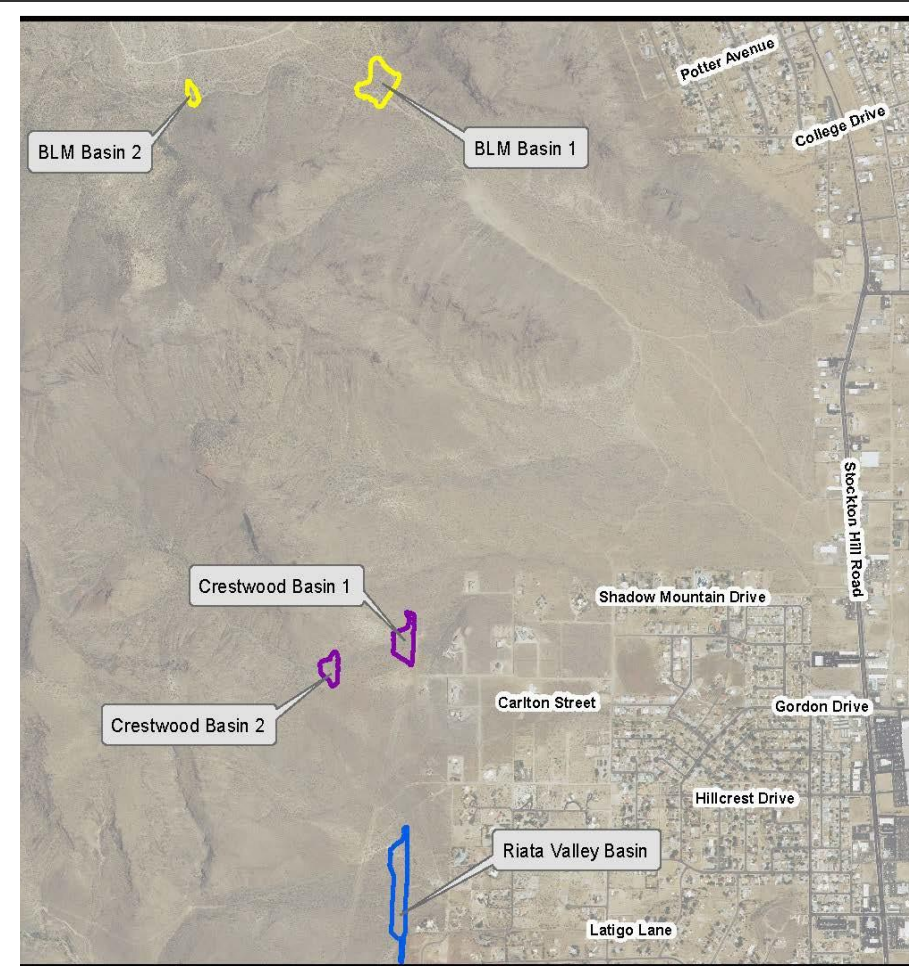 Potter Avenue
College Drive
BLM Basin 2
BLM Basin 1
Stockton Hill Road
Crestwood Basin 1
Shadow Mountain Drive
Carlton Street
Gordon Drive
Crestwood Basin 2
Hillcrest Drive
Riata Valley Basin
Latigo Lane